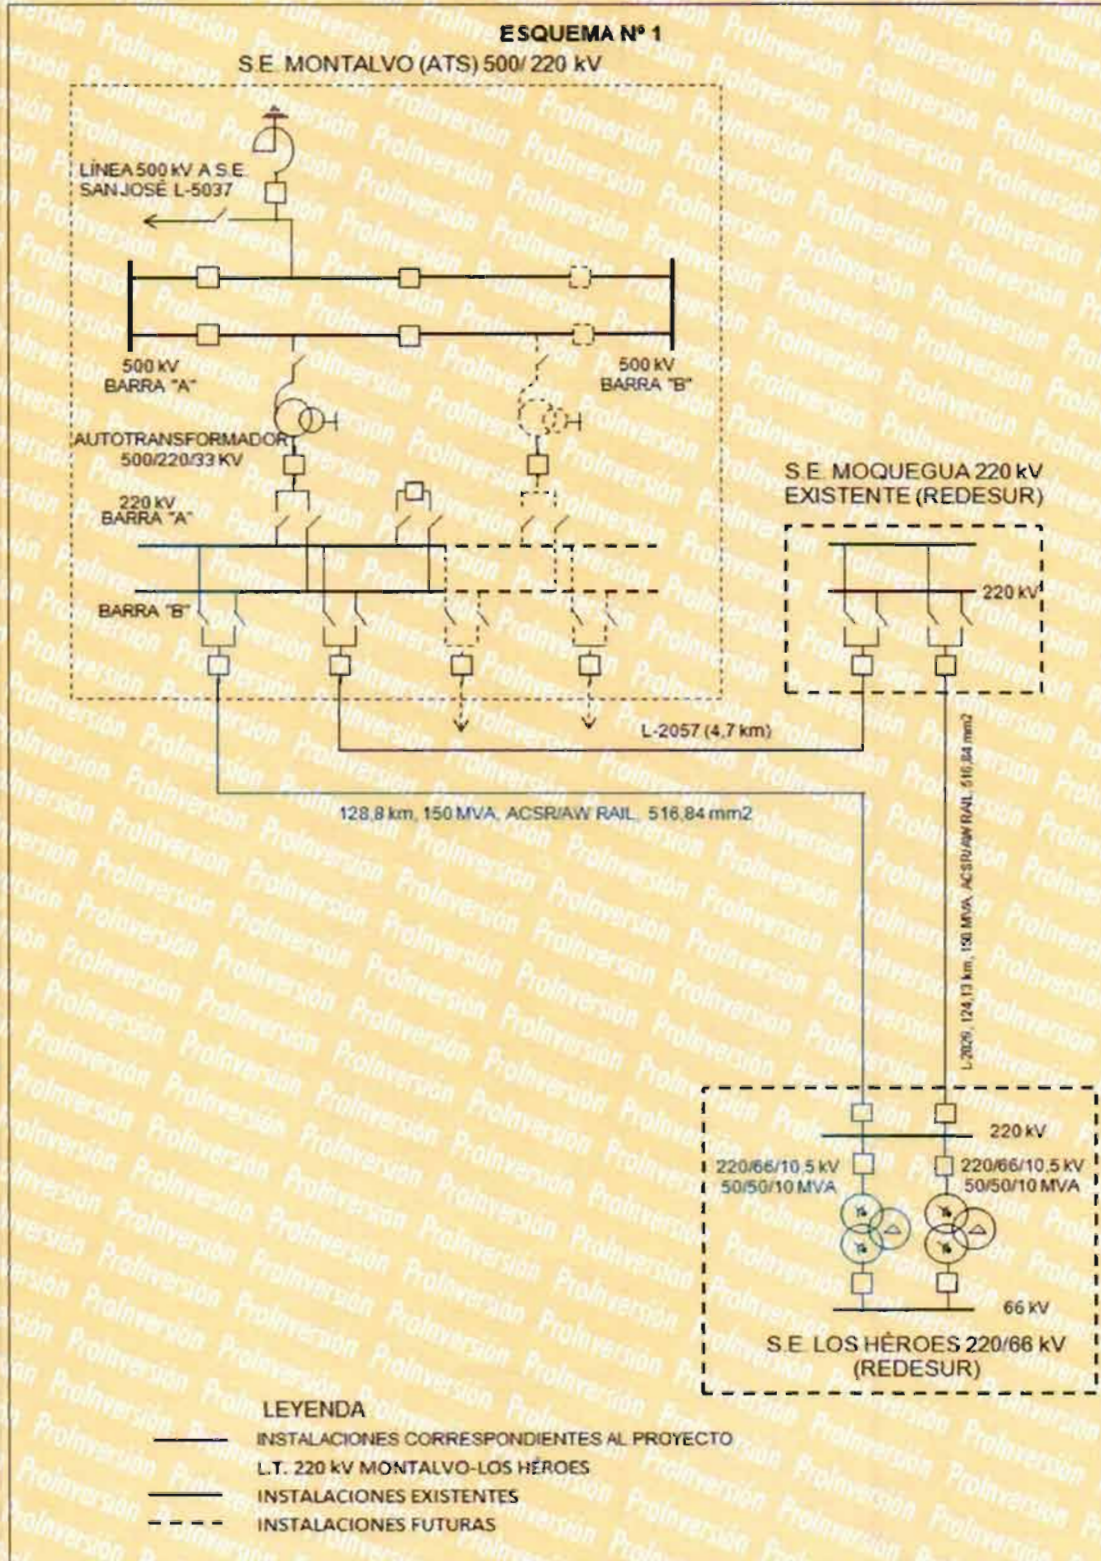 ESQUEMA Nº 1
S.E. MONTALVO (ATS) 500/220 kV
LÍNEA 500 kV A S.E.
SAN JOSÉ L-5037
500 kV
BARRA "A"
500 kV
BARRA "B"
AUTOTRANSFORMADOR
500/220/33 KV
220 kV
BARRA "A"
BARRA "B"
S.E. MOQUEGUA 220 kV
EXISTENTE (REDESUR)
220 kV
L-2057 (4,7 km)
128,8 km, 150 MVA, ACSR/AW RAIL, 516,84 mm2
L-2029, 124,13 km, 150 MVA, ACSR/AW RAIL, 516,84 mm2
220 kV
220/66/10,5 kV
50/50/10 MVA
220/66/10,5 kV
50/50/10 MVA
66 kV
S.E. LOS HÉROES 220/66 kV
(REDESUR)
LEYENDA
INSTALACIONES CORRESPONDIENTES AL PROYECTO
L.T. 220 kV MONTALVO-LOS HÉROES
INSTALACIONES EXISTENTES
INSTALACIONES FUTURAS
ProInversión